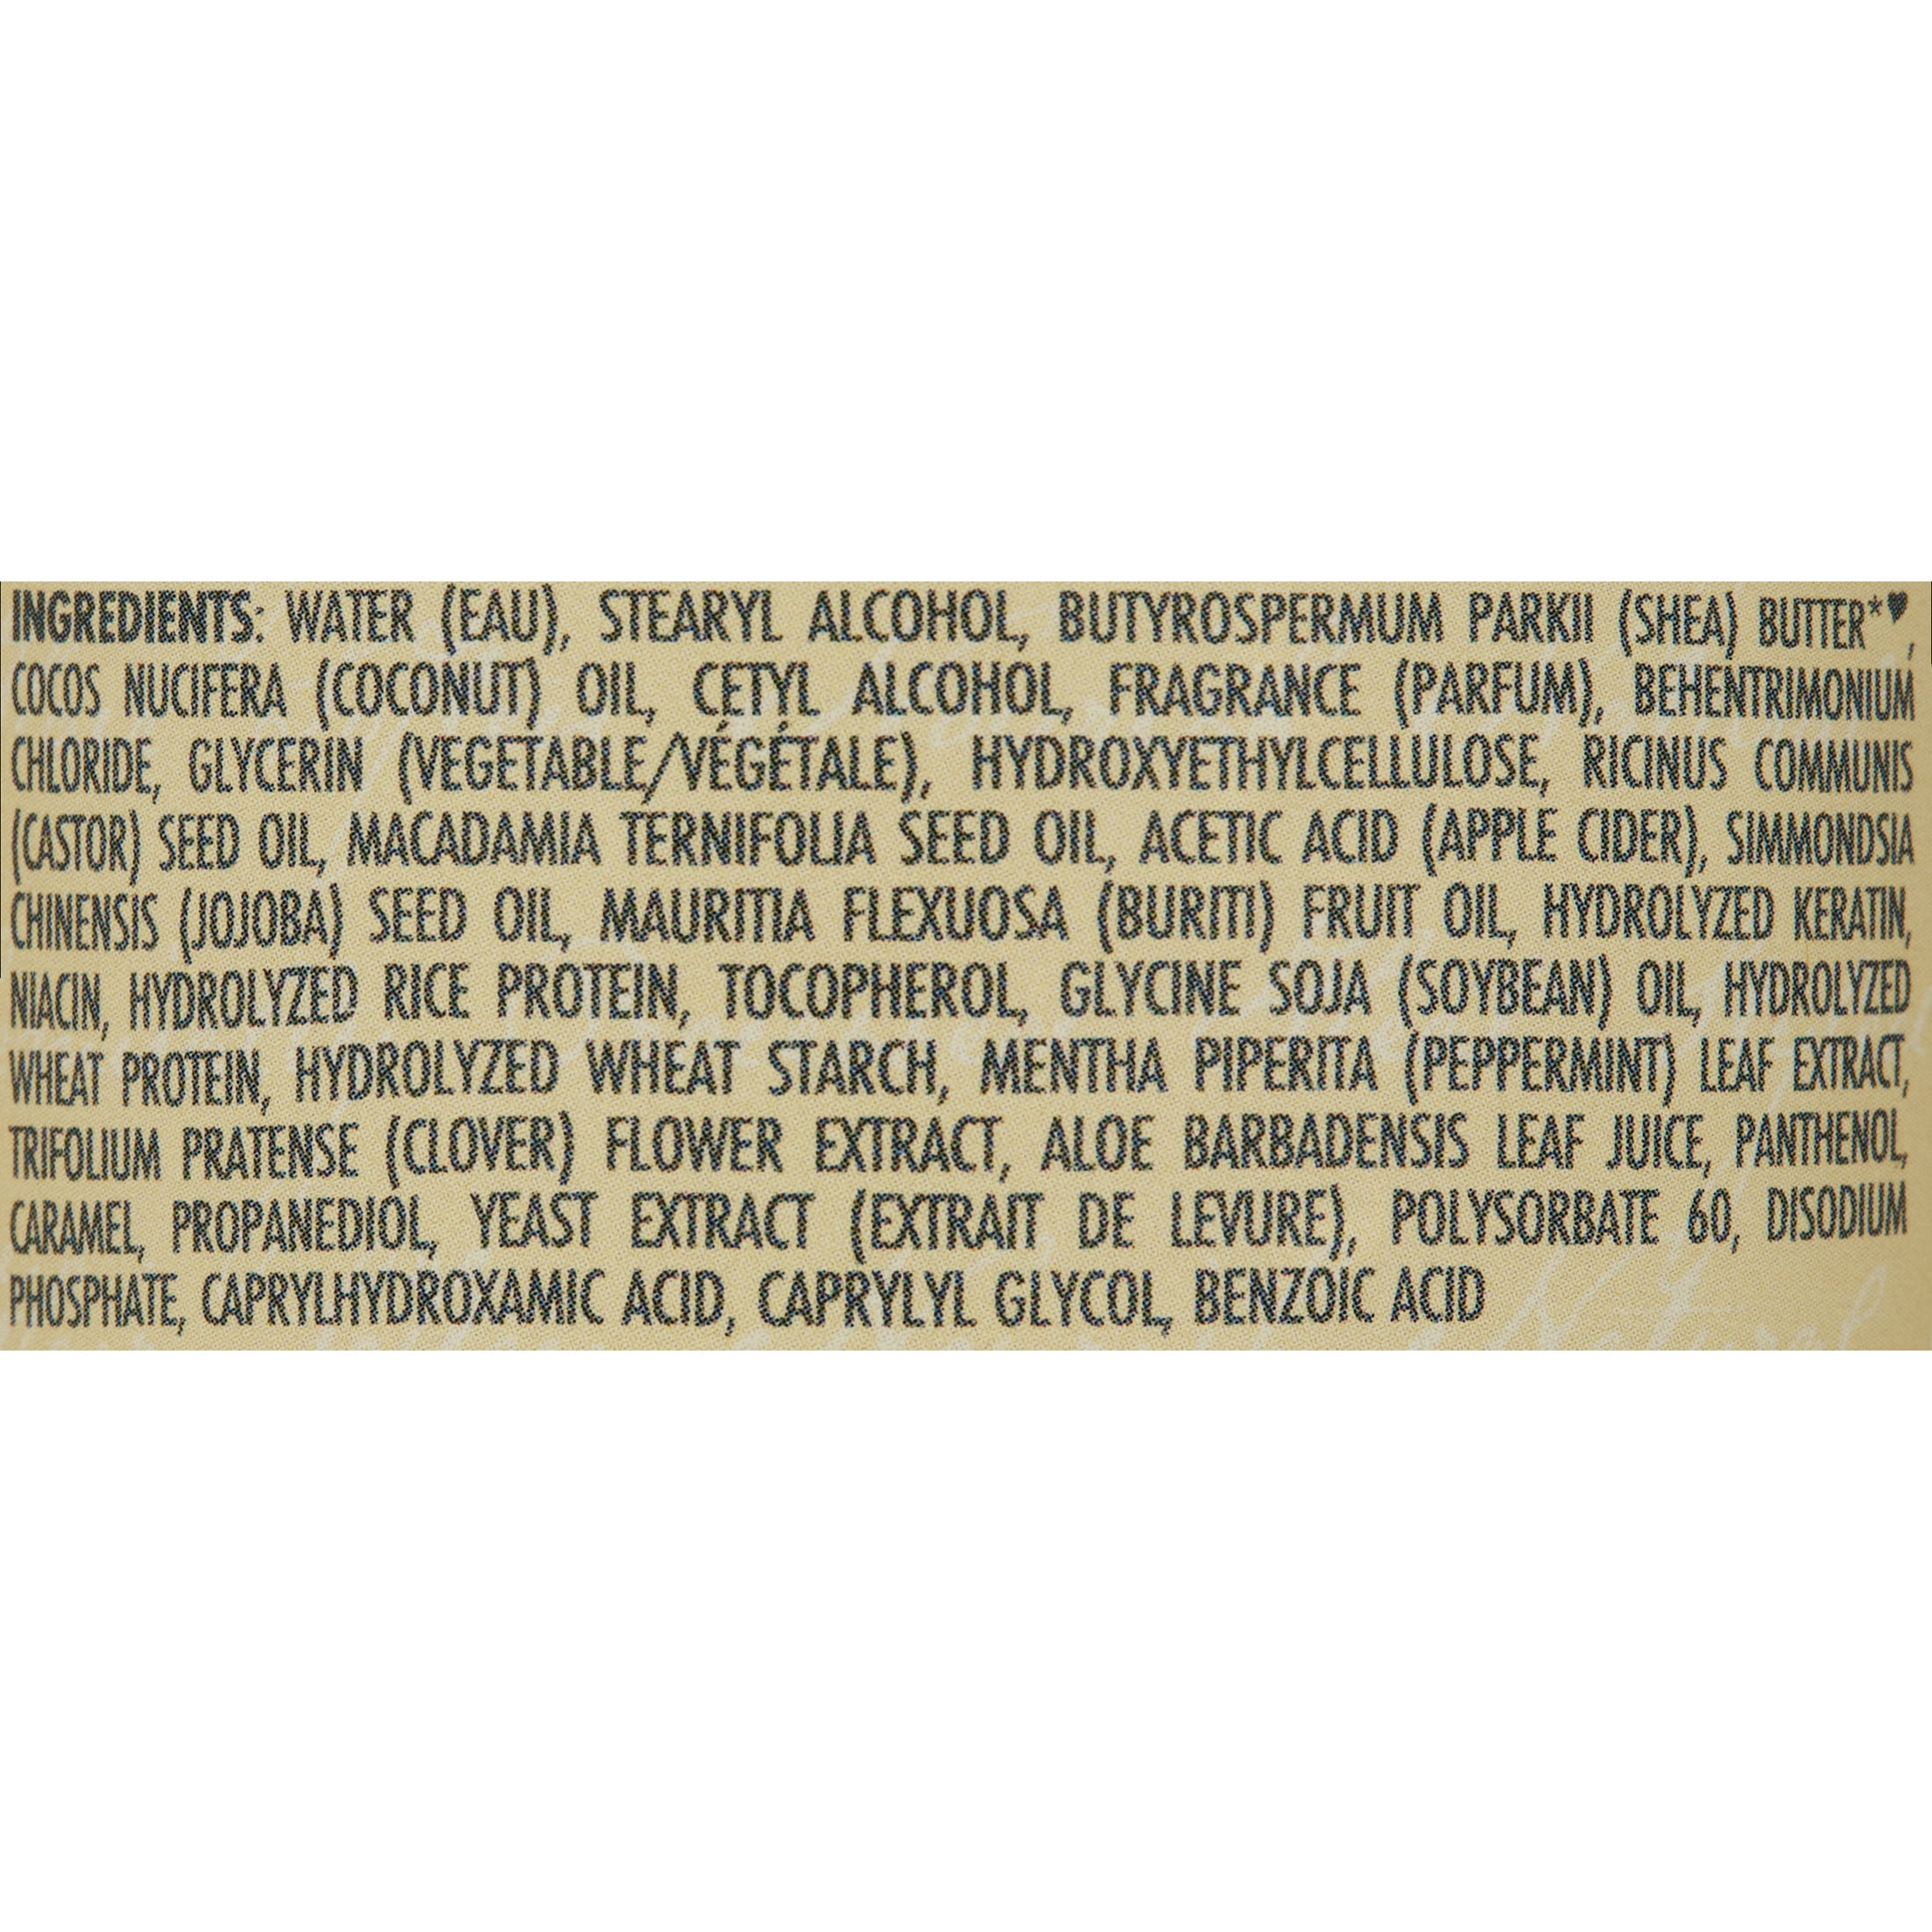 INGREDIENTS: WATER (EAU), STEARYL ALCOHOL, BUTYROSPERMUM PARKII (SHEA) BUTTER*♥,
COCOS NUCIFERA (COCONUT) OIL, CETYL ALCOHOL, FRAGRANCE (PARFUM), BEHENTRIMONIUM
CHLORIDE, GLYCERIN (VEGETABLE/VÉGÉTALE), HYDROXYETHYLCELLULOSE, RICINUS COMMUNIS
(CASTOR) SEED OIL, MACADAMIA TERNIFOLIA SEED OIL, ACETIC ACID (APPLE CIDER), SIMMONDSIA
CHINENSIS (JOJOBA) SEED OIL, MAURITIA FLEXUOSA (BURITI) FRUIT OIL, HYDROLYZED KERATIN,
NIACIN, HYDROLYZED RICE PROTEIN, TOCOPHEROL, GLYCINE SOJA (SOYBEAN) OIL, HYDROLYZED
WHEAT PROTEIN, HYDROLYZED WHEAT STARCH, MENTHA PIPERITA (PEPPERMINT) LEAF EXTRACT,
TRIFOLIUM PRATENSE (CLOVER) FLOWER EXTRACT, ALOE BARBADENSIS LEAF JUICE, PANTHENOL,
CARAMEL, PROPANEDIOL, YEAST EXTRACT (EXTRAIT DE LEVURE), POLYSORBATE 60, DISODIUM
PHOSPHATE, CAPRYLHYDROXAMIC ACID, CAPRYLYL GLYCOL, BENZOIC ACID